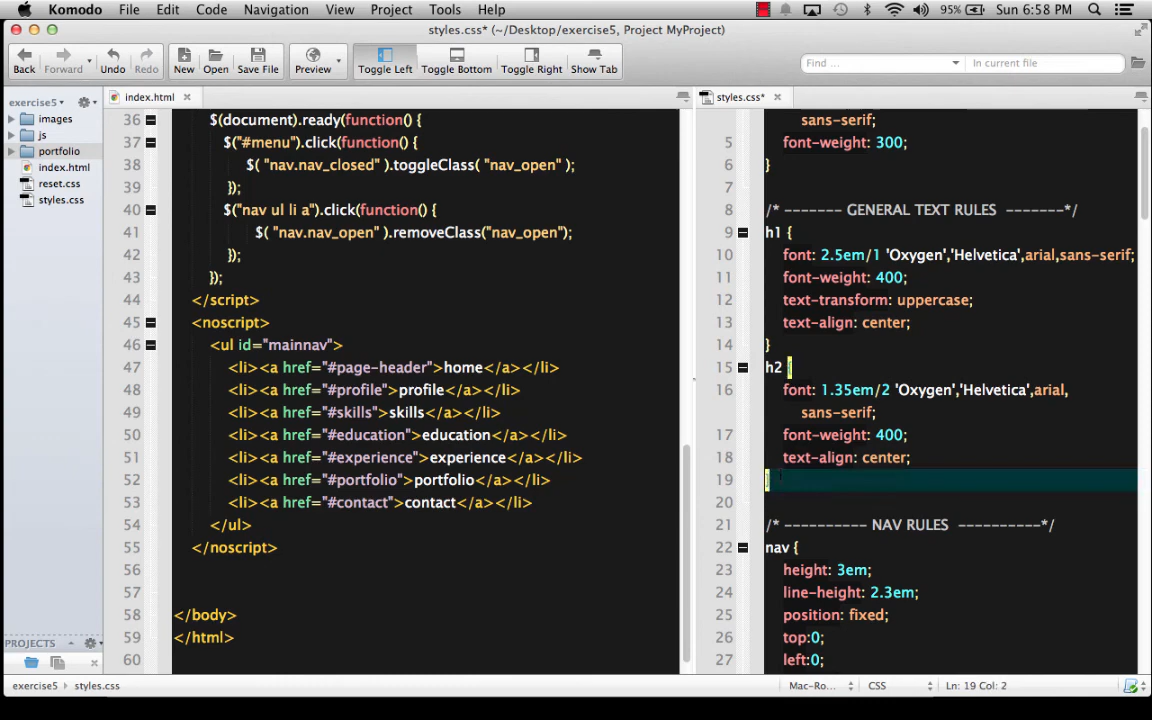 Komodo File Edit Code Navigation View Project Tools Help 95% Sun 6:58 PM
styles.css* (~/Desktop/exercise5, Project MyProject)
Back Forward Undo Redo New Open Save File Preview Toggle Left Toggle Bottom Toggle Right Show Tab Find ... In current file
exercise5
images
js
portfolio
index.html
reset.css
styles.css
PROJECTS
index.html
36 $(document).ready(function() {
37 $("#menu").click(function() {
38 $( "nav.nav_closed" ).toggleClass( "nav_open" );
39 });
40 $("nav ul li a").click(function() {
41 $( "nav.nav_open" ).removeClass("nav_open");
42 });
43 });
44 </script>
45 <noscript>
46 <ul id="mainnav">
47 <li><a href="#page-header">home</a></li>
48 <li><a href="#profile">profile</a></li>
49 <li><a href="#skills">skills</a></li>
50 <li><a href="#education">education</a></li>
51 <li><a href="#experience">experience</a></li>
52 <li><a href="#portfolio">portfolio</a></li>
53 <li><a href="#contact">contact</a></li>
54 </ul>
55 </noscript>
56
57
58 </body>
59 </html>
60
styles.css*
sans-serif;
5 font-weight: 300;
6 }
7
8 /* ------- GENERAL TEXT RULES -------*/
9 h1 {
10 font: 2.5em/1 'Oxygen','Helvetica',arial,sans-serif;
11 font-weight: 400;
12 text-transform: uppercase;
13 text-align: center;
14 }
15 h2 {
16 font: 1.35em/2 'Oxygen','Helvetica',arial,
sans-serif;
17 font-weight: 400;
18 text-align: center;
19 }
20
21 /* ---------- NAV RULES ----------*/
22 nav {
23 height: 3em;
24 line-height: 2.3em;
25 position: fixed;
26 top:0;
27 left:0;
exercise5 styles.css Mac-Ro... CSS Ln: 19 Col: 2